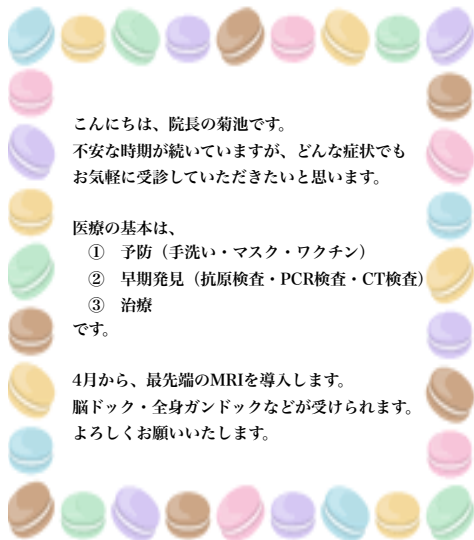 こんにちは、院長の菊池です。
不安な時期が続いていますが、どんな症状でも
お気軽に受診していただきたいと思います。
医療の基本は、
①　予防（手洗い・マスク・ワクチン）
②　早期発見（抗原検査・PCR検査・CT検査）
③　治療
です。
4月から、最先端のMRIを導入します。
脳ドック・全身ガンドックなどが受けられます。
よろしくお願いいたします。